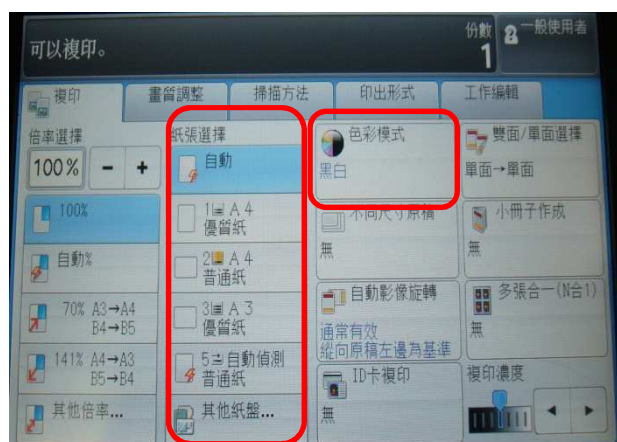 可以複印。
份數
1
一般使用者
複印
畫質調整
掃描方法
印出形式
工作編輯
倍率選擇
100%
-
+
100%
自動%
70% A3→A4
B4→B5
141% A4→A3
B5→B4
其他倍率...
紙張選擇
自動
1 A4
優質紙
2 A4
普通紙
3 A3
優質紙
5 自動偵測
普通紙
其他紙盤...
色彩模式
黑白
不同尺寸原稿
無
自動影像旋轉
通常有效
縱向原稿左邊為基準
ID卡複印
無
雙面/單面選擇
單面→單面
小冊子作成
無
多張合一(N合1)
無
複印濃度